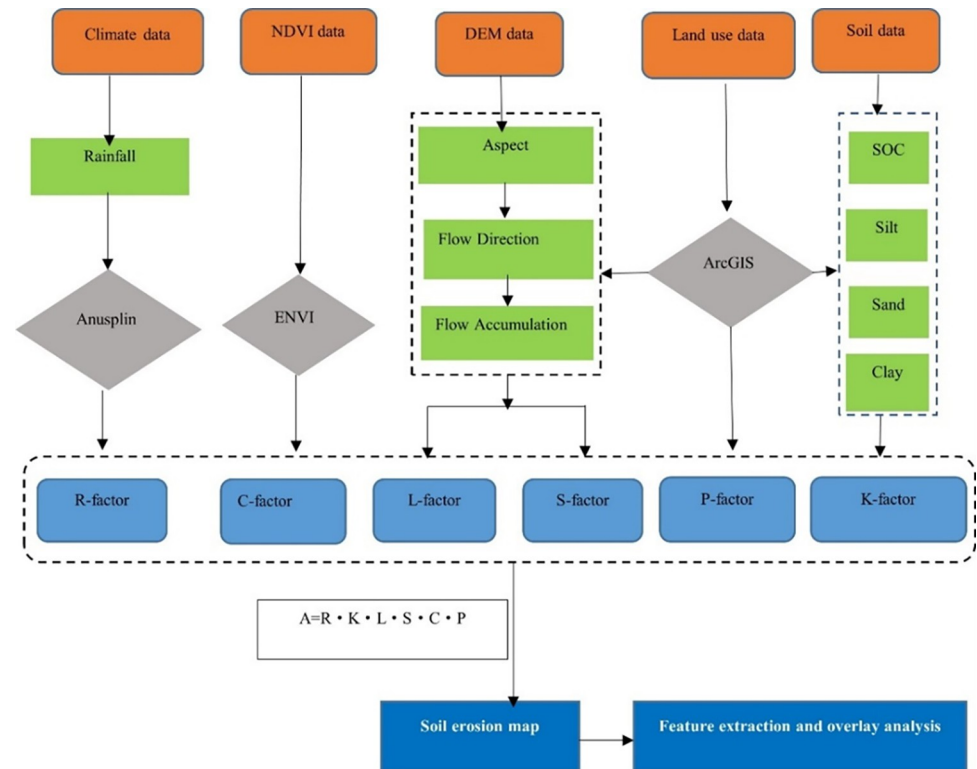 Climate data
NDVI data
DEM data
Land use data
Soil data
Rainfall
Aspect
SOC
Flow Direction
Silt
ArcGIS
Anusplin
ENVI
Flow Accumulation
Sand
Clay
R-factor
C-factor
L-factor
S-factor
P-factor
K-factor
A=R・K・L・S・C・P
Soil erosion map
Feature extraction and overlay analysis